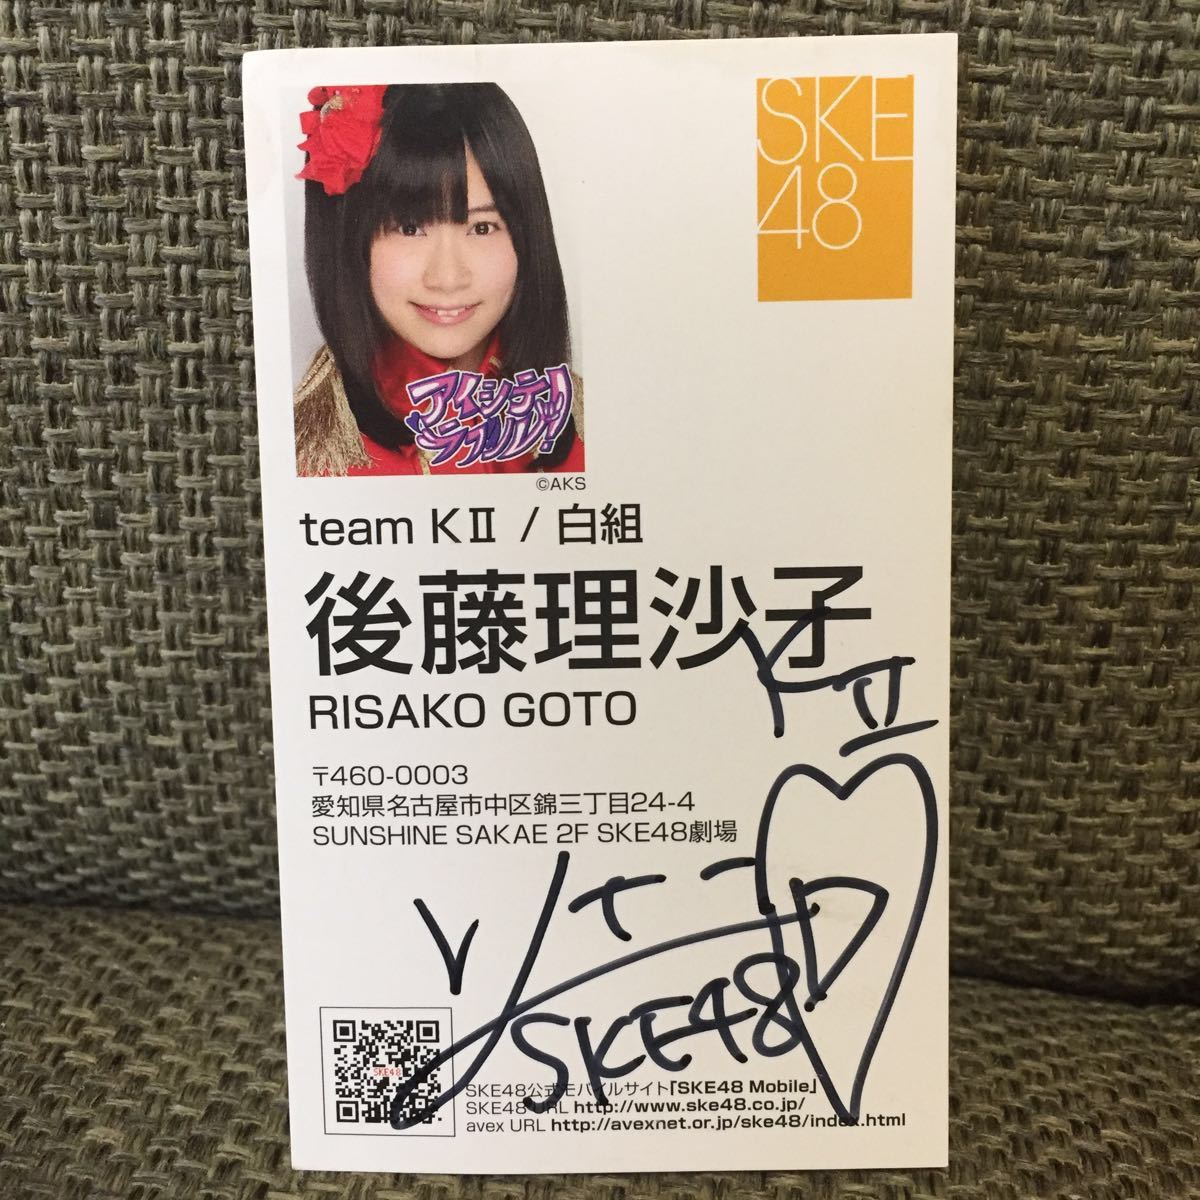 SKE
48
アイシテ
ラブル!
©AKS
team KⅡ / 白組
後藤理沙子
RISAKO GOTO
KⅡ
〒460-0003
愛知県名古屋市中区錦三丁目24-4
SUNSHINE SAKAE 2F SKE48劇場
SKE48
SKE48
SKE48公式モバイルサイト「SKE48 Mobile」
SKE48 URL http://www.ske48.co.jp/
avex URL http://avexnet.or.jp/ske48/index.html